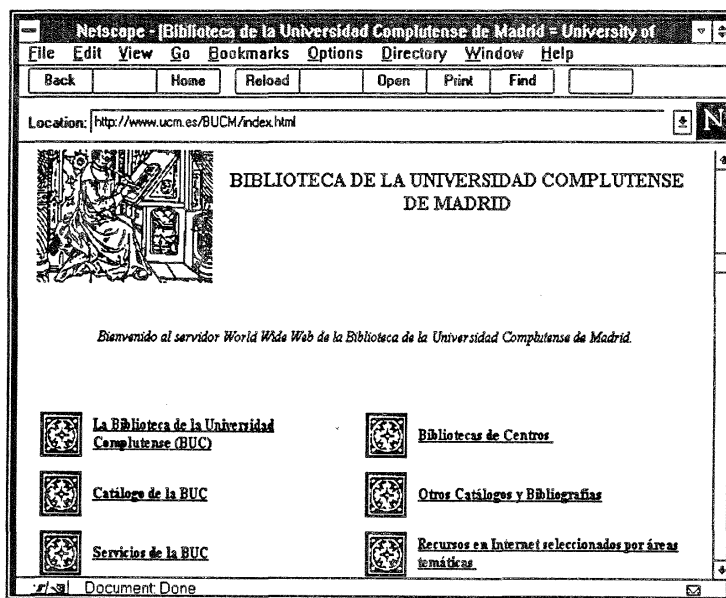 Netscape - [Biblioteca de la Universidad Complutense de Madrid = University of
File Edit View Go Bookmarks Options Directory Window Help
Back Home Reload Open Print Find
Location: http://www.ucm.es/BUCM/index.html
N
BIBLIOTECA DE LA UNIVERSIDAD COMPLUTENSE
DE MADRID
Bienvenido al servidor World Wide Web de la Biblioteca de la Universidad Complutense de Madrid.
La Biblioteca de la Universidad
Complutense (BUC)
Bibliotecas de Centros
Catálogo de la BUC
Otros Catálogos y Bibliografías
Servicios de la BUC
Recursos en Internet seleccionados por áreas
temáticas
Document: Done